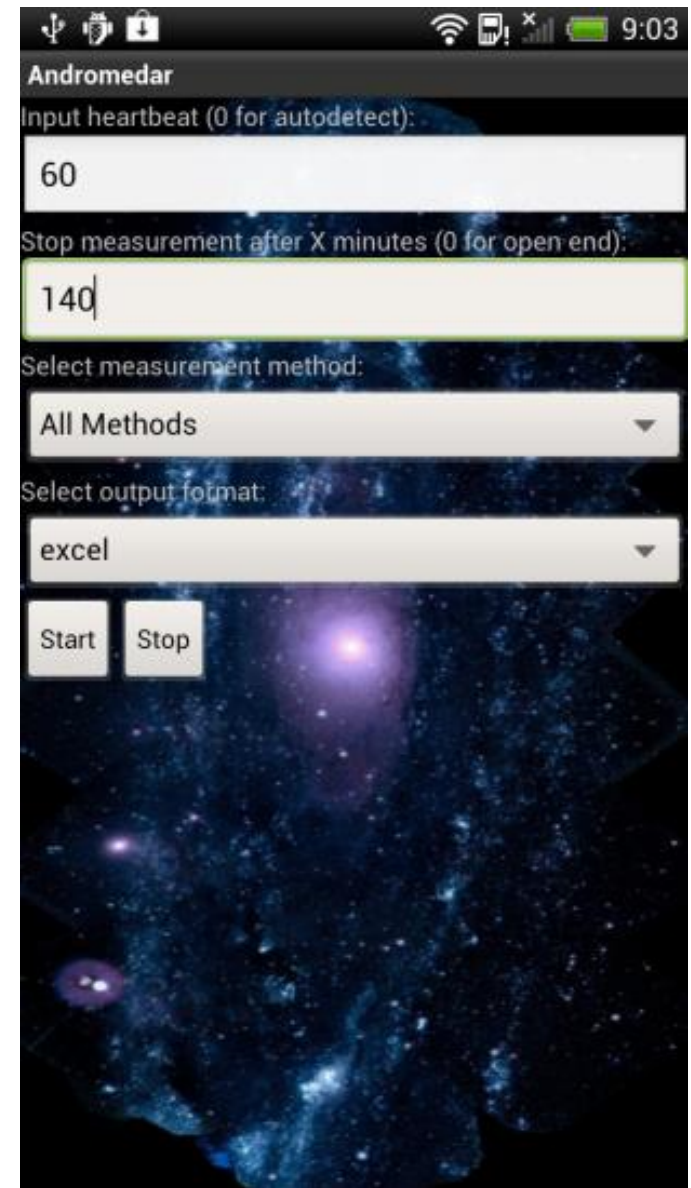 9:03
Andromedar
Input heartbeat (0 for autodetect):
60
Stop measurement after X minutes (0 for open end):
140
Select measurement method:
All Methods
Select output format:
excel
Start Stop